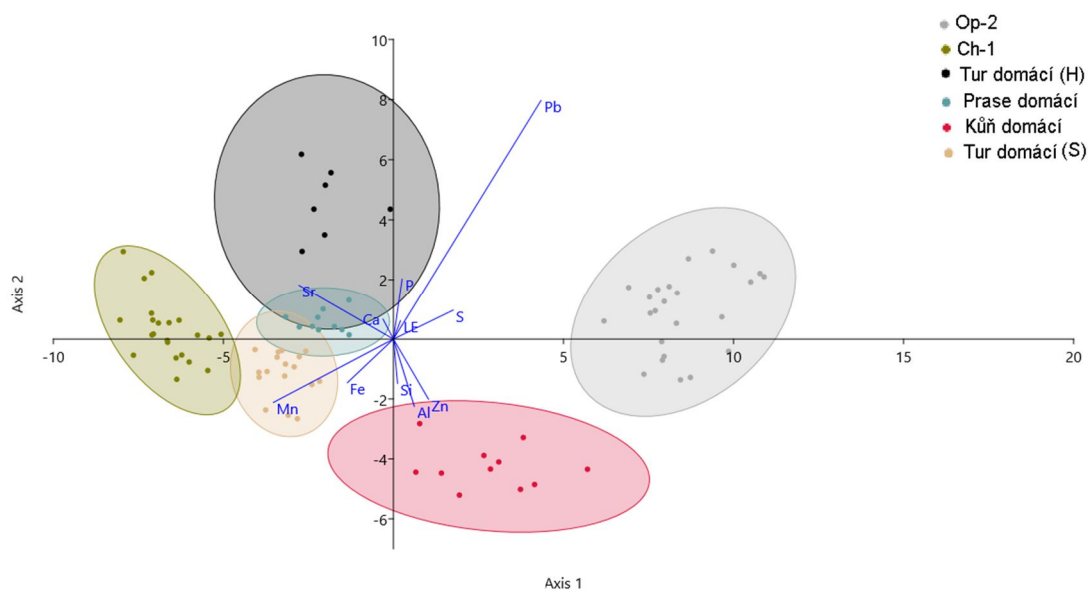 Op-2
Ch-1
Tur domácí (H)
Prase domácí
Kůň domácí
Tur domácí (S)
10
8
6
4
2
-2
-4
-6
-10
-5
5
10
15
20
Pb
P
Sr
S
Ca
LE
Fe
Si
Mn
Al
Zn
Axis 2
Axis 1